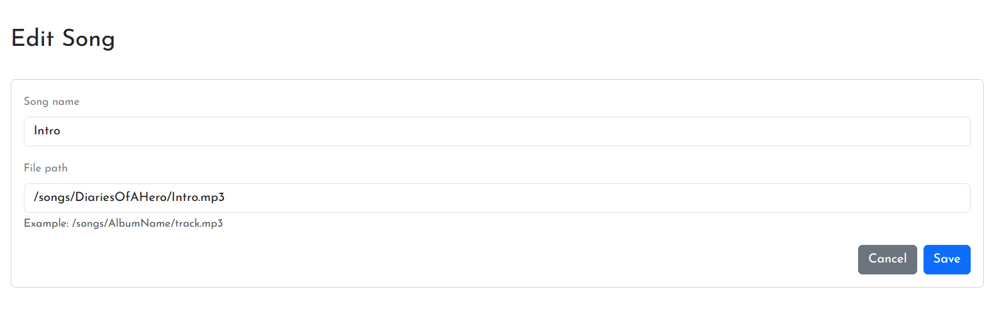 Edit Song
Song name
Intro
File path
/songs/DiariesOfAHero/Intro.mp3
Example: /songs/AlbumName/track.mp3
Cancel Save